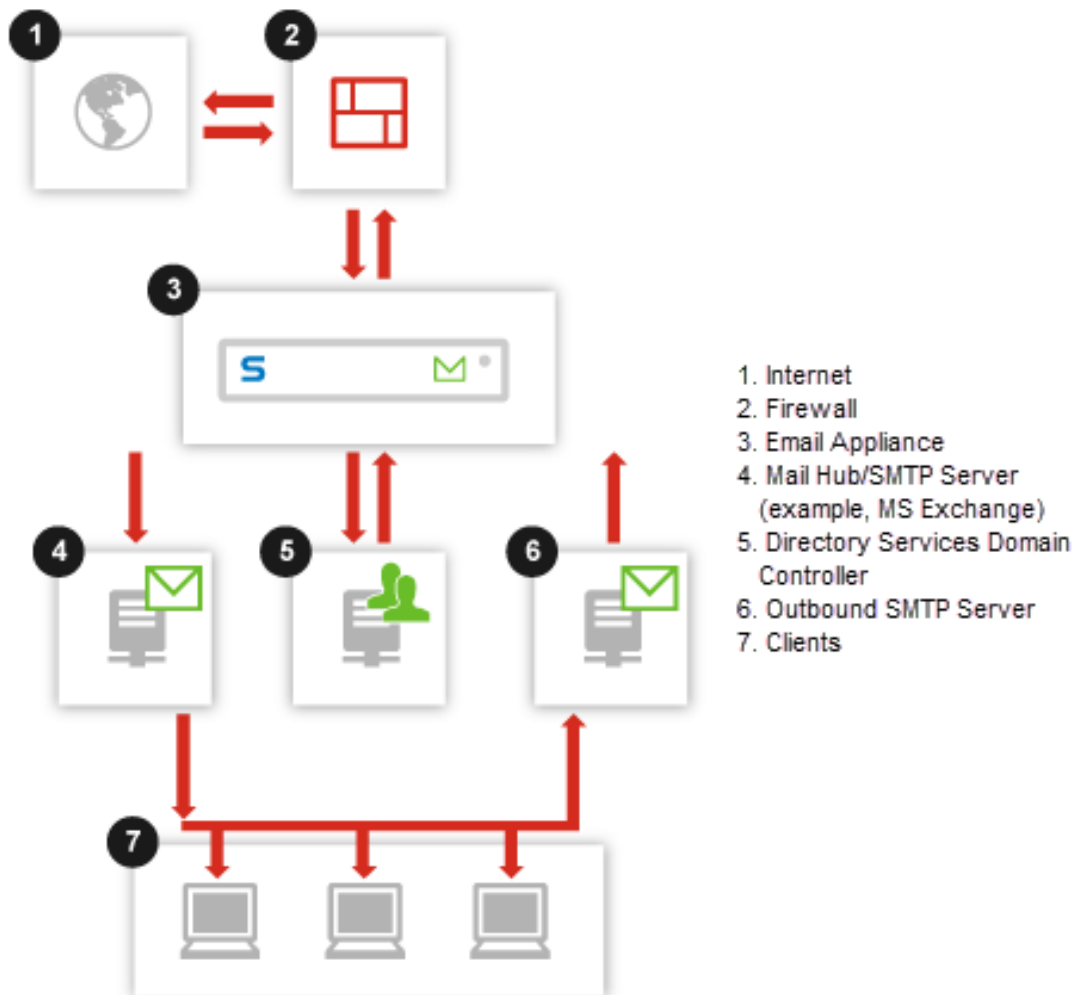 1
2
3
S
4
5
6
7
1. Internet
2. Firewall
3. Email Appliance
4. Mail Hub/SMTP Server
(example, MS Exchange)
5. Directory Services Domain
Controller
6. Outbound SMTP Server
7. Clients